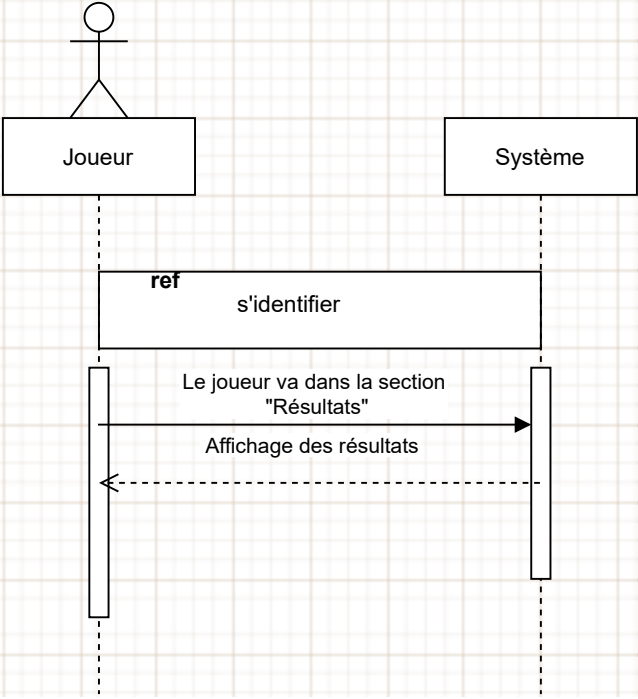 Joueur
Système
ref
s'identifier
Le joueur va dans la section
"Résultats"
Affichage des résultats